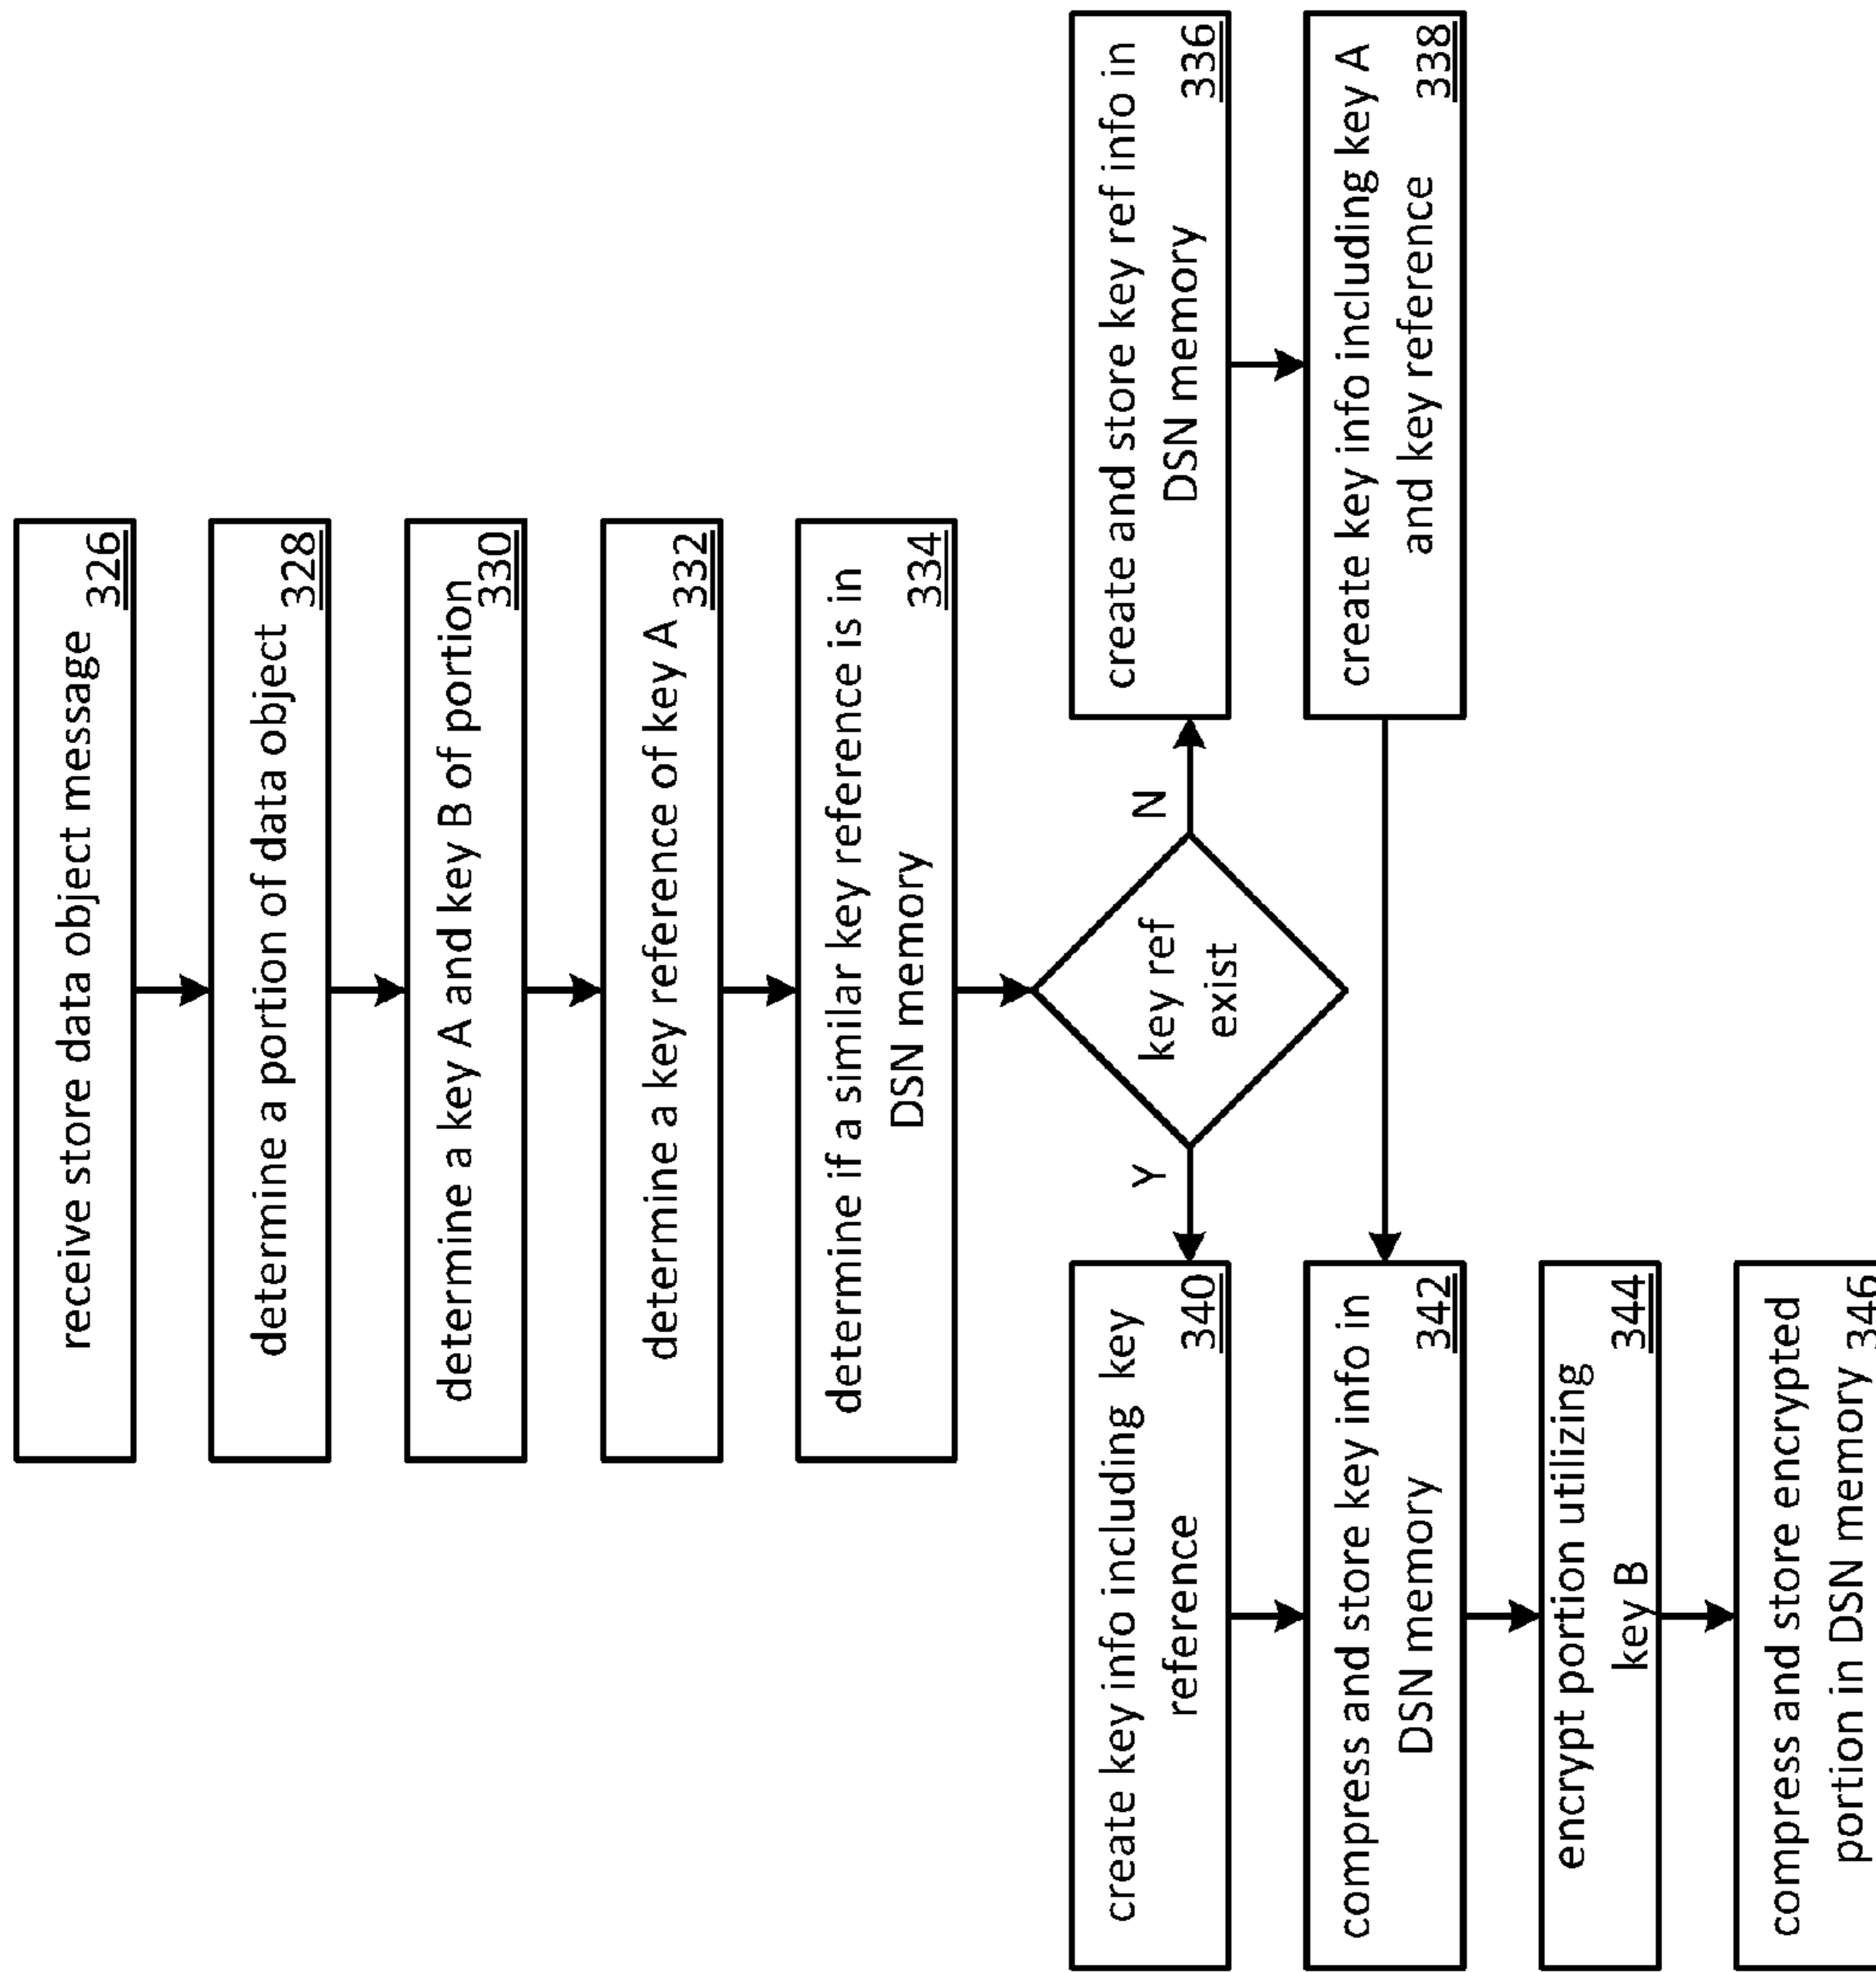 receive store data object message
326
determine a portion of data object
328
determine a key A and key B of portion
330
determine a key reference of key A
332
determine if a similar key reference is in
DSN memory
334
key ref
exist
Y
N
create key info including key
reference
340
create and store key ref info in
DSN memory
336
compress and store key info in
DSN memory
342
create key info including key A
and key reference
338
encrypt portion utilizing
key B
344
compress and store encrypted
portion in DSN memory 346